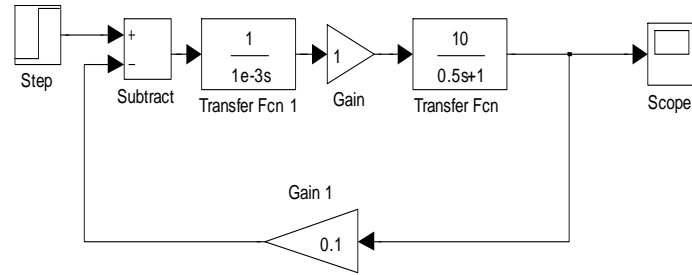 Step
+
−
Subtract
1
1e-3s
Transfer Fcn 1
1
Gain
10
0.5s+1
Transfer Fcn
Scope
Gain 1
0.1